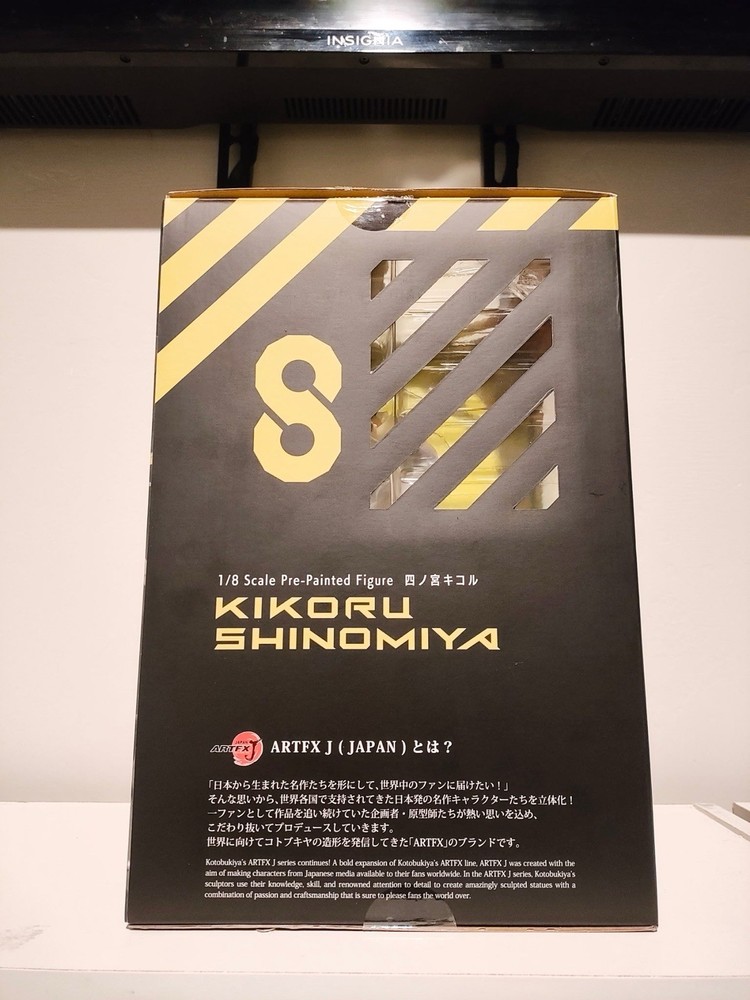 INSIGNIA
8
1/8 Scale Pre-Painted Figure 四ノ宮キコル
KIKORU
SHINOMIYA
JAPAN
ARTFX J
ARTFX J ( JAPAN ) とは？
「日本から生まれた名作たちを形にして、世界中のファンに届けたい！」
そんな思いから、世界各国で支持されてきた日本発の名作キャラクターたちを立体化！
一ファンとして作品を追い続けていた企画者・原型師たちが熱い思いを込め、
こだわり抜いてプロデュースしていきます。
世界に向けてコトブキヤの造形を発信してきた「ARTFX」のブランドです。
Kotobukiya's ARTFX J series continues! A bold expansion of Kotobukiya's ARTFX line, ARTFX J was created with the
aim of making characters from Japanese media available to their fans worldwide. In the ARTFX J series, Kotobukiya's
sculptors use their knowledge, skill, and renowned attention to detail to create amazingly sculpted statues with a
combination of passion and craftsmanship that is sure to please fans the world over.